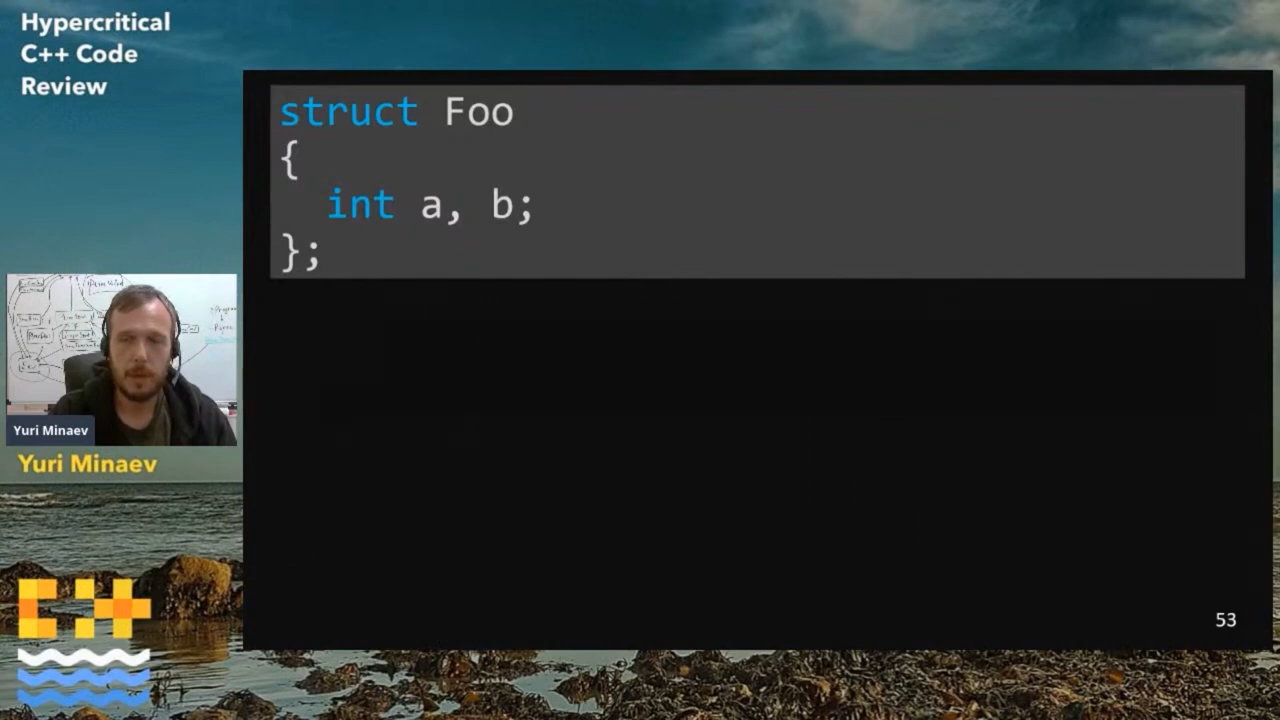 Hypercritical
C++ Code
Review
struct Foo
{
  int a, b;
};
Yuri Minaev
Yuri Minaev
53